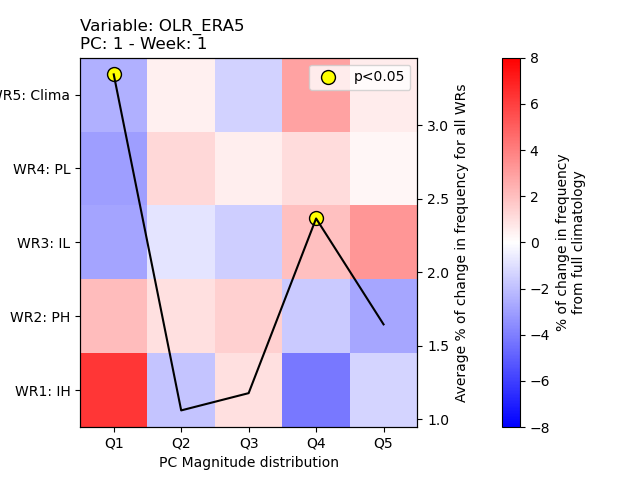 Variable: OLR_ERA5
PC: 1 - Week: 1
p<0.05
WR5: Clima
WR4: PL
WR3: IL
WR2: PH
WR1: IH
Q1 Q2 Q3 Q4 Q5
PC Magnitude distribution
3.0
2.5
2.0
1.5
1.0
Average % of change in frequency for all WRs
8
6
4
2
0
−2
−4
−6
−8
% of change in frequency
from full climatology